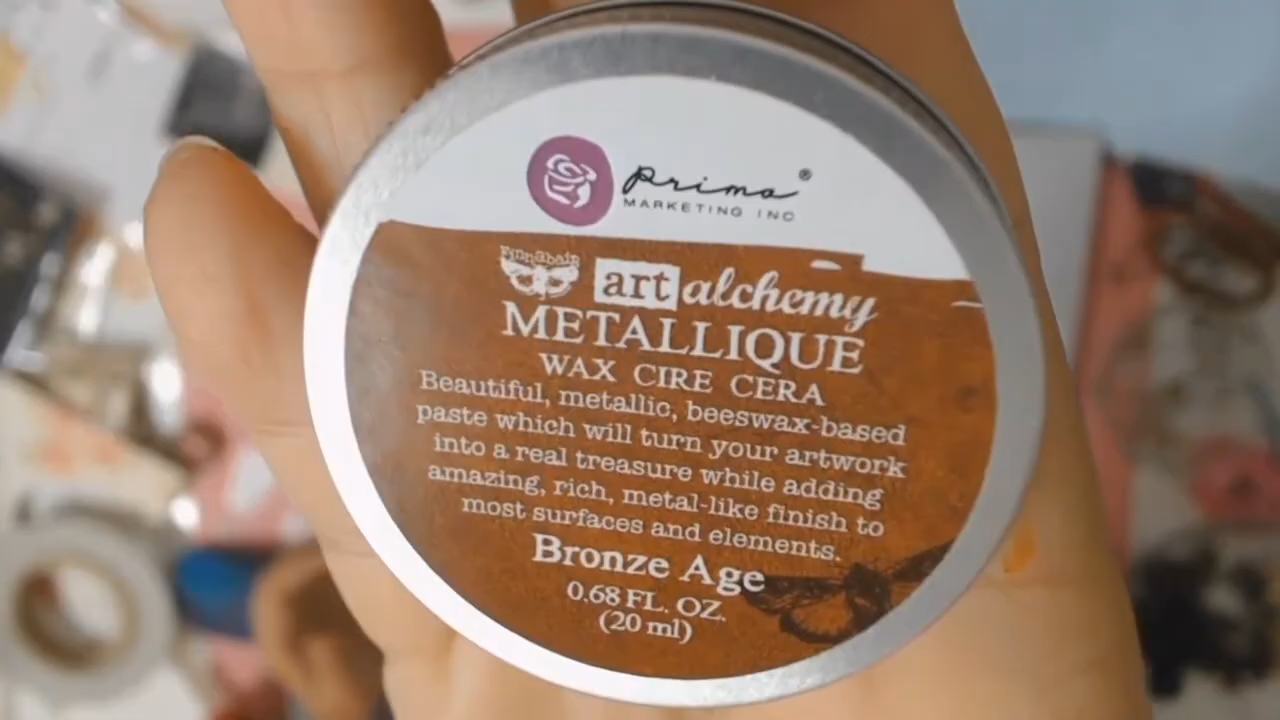 prima®
MARKETING INC
Finnabair
art alchemy
METALLIQUE
WAX CIRE CERA
Beautiful, metallic, beeswax-based
paste which will turn your artwork
into a real treasure while adding
amazing, rich, metal-like finish to
most surfaces and elements.
Bronze Age
0.68 FL. OZ.
(20 ml)